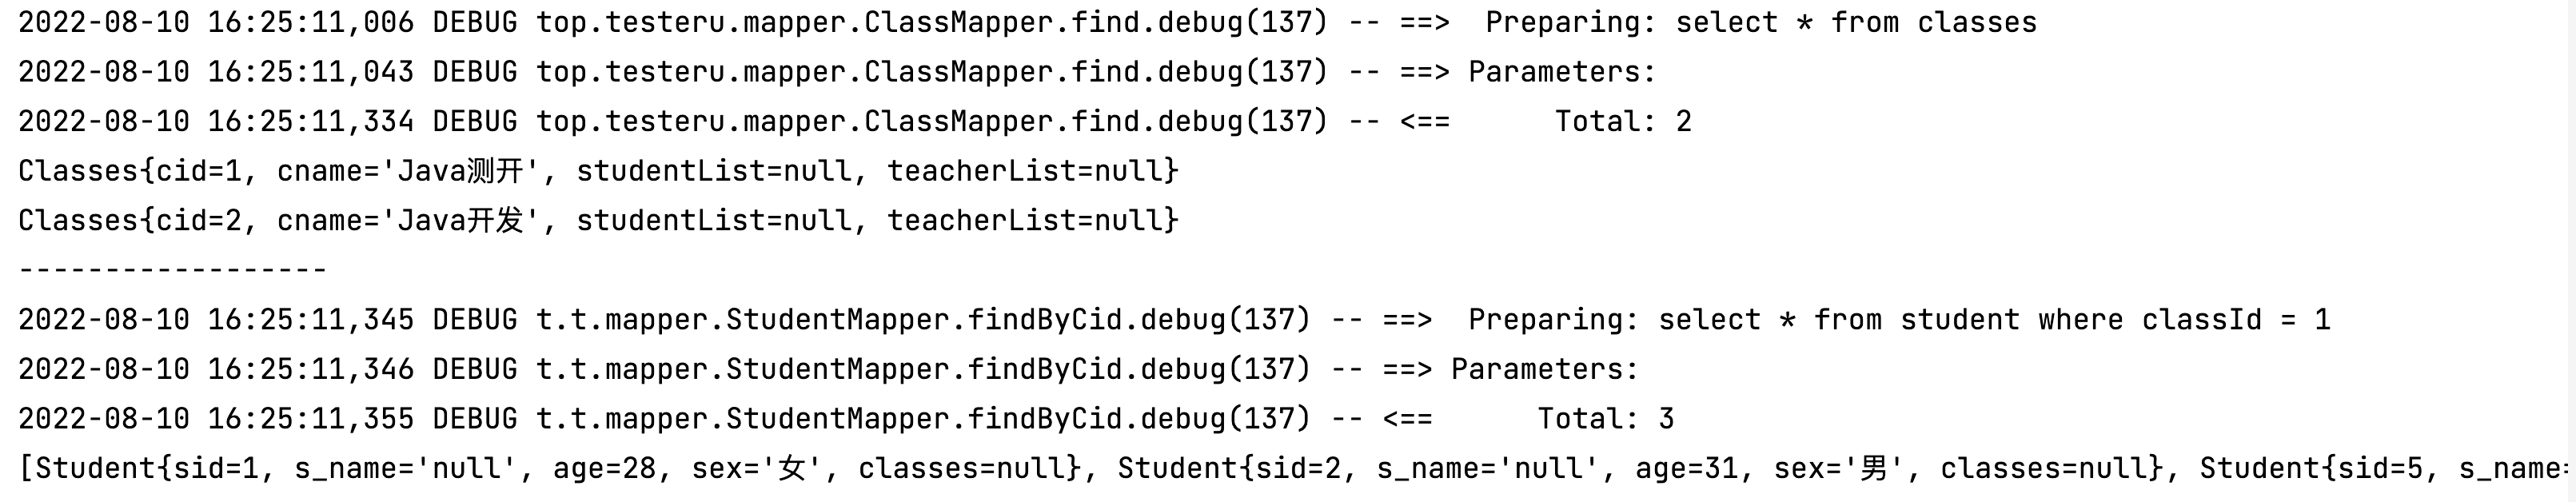 2022-08-10 16:25:11,006 DEBUG top.testeru.mapper.ClassMapper.find.debug(137) -- ==>  Preparing: select * from classes
2022-08-10 16:25:11,043 DEBUG top.testeru.mapper.ClassMapper.find.debug(137) -- ==> Parameters:
2022-08-10 16:25:11,334 DEBUG top.testeru.mapper.ClassMapper.find.debug(137) -- <==      Total: 2
Classes{cid=1, cname='Java测开', studentList=null, teacherList=null}
Classes{cid=2, cname='Java开发', studentList=null, teacherList=null}
------------------
2022-08-10 16:25:11,345 DEBUG t.t.mapper.StudentMapper.findByCid.debug(137) -- ==>  Preparing: select * from student where classId = 1
2022-08-10 16:25:11,346 DEBUG t.t.mapper.StudentMapper.findByCid.debug(137) -- ==> Parameters:
2022-08-10 16:25:11,355 DEBUG t.t.mapper.StudentMapper.findByCid.debug(137) -- <==      Total: 3
[Student{sid=1, s_name='null', age=28, sex='女', classes=null}, Student{sid=2, s_name='null', age=31, sex='男', classes=null}, Student{sid=5, s_name=